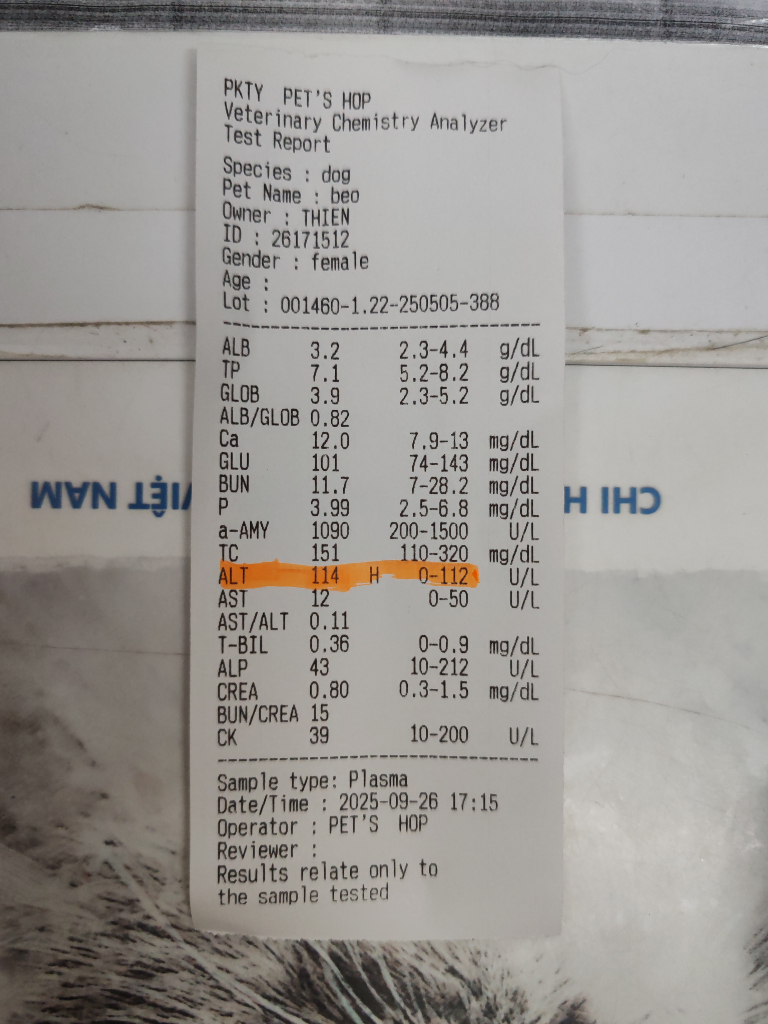 PKTY PET'S HOP
Veterinary Chemistry Analyzer
Test Report
Species : dog
Pet Name : beo
Owner : THIEN
ID : 26171512
Gender : female
Age :
Lot : 001460-1.22-250505-388
ALB 3.2 2.3-4.4 g/dL
TP 7.1 5.2-8.2 g/dL
GLOB 3.9 2.3-5.2 g/dL
ALB/GLOB 0.82
Ca 12.0 7.9-13 mg/dL
GLU 101 74-143 mg/dL
BUN 11.7 7-28.2 mg/dL
P 3.99 2.5-6.8 mg/dL
a-AMY 1090 200-1500 U/L
TC 151 110-320 mg/dL
ALT 114 H 0-112 U/L
AST 12 0-50 U/L
AST/ALT 0.11
T-BIL 0.36 0-0.9 mg/dL
ALP 43 10-212 U/L
CREA 0.80 0.3-1.5 mg/dL
BUN/CREA 15
CK 39 10-200 U/L
Sample type: Plasma
Date/Time : 2025-09-26 17:15
Operator : PET'S HOP
Reviewer :
Results relate only to
the sample tested
CHI H VIỆT NAM